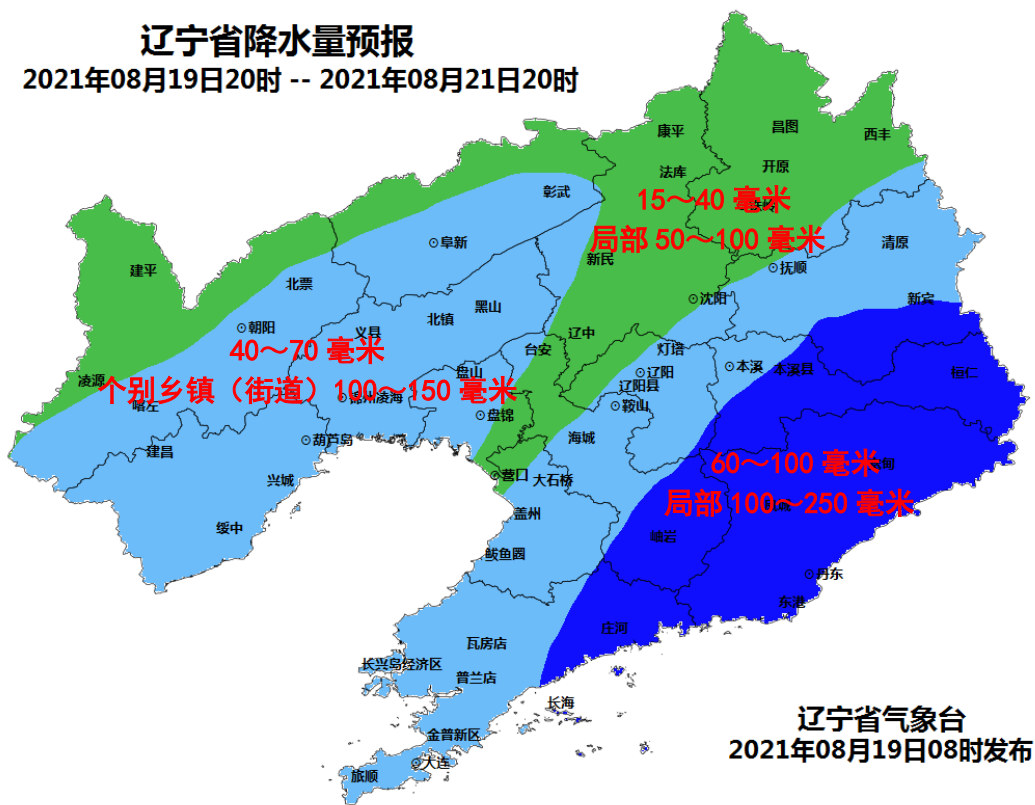 辽宁省降水量预报
2021年08月19日20时 -- 2021年08月21日20时
康平
昌图
西丰
法库
开原
彰武
15～40 毫米
铁岭
局部 50～100 毫米
阜新
清原
新民
抚顺
建平
北票
沈阳
新宾
黑山
北镇
朝阳
义县
辽中
台安
灯塔
40～70 毫米
盘山
辽阳
本溪
本溪县
桓仁
凌源
个别乡镇（街道）100～150 毫米
辽阳县
锦州
凌海
喀左
鞍山
盘锦
葫芦岛
海城
建昌
60～100 毫米
营口
大石桥
兴城
局部 100～250 毫米
盖州
绥中
岫岩
鲅鱼圈
丹东
东港
庄河
瓦房店
长兴岛经济区
普兰店
长海
金普新区
大连
旅顺
辽宁省气象台
2021年08月19日08时发布